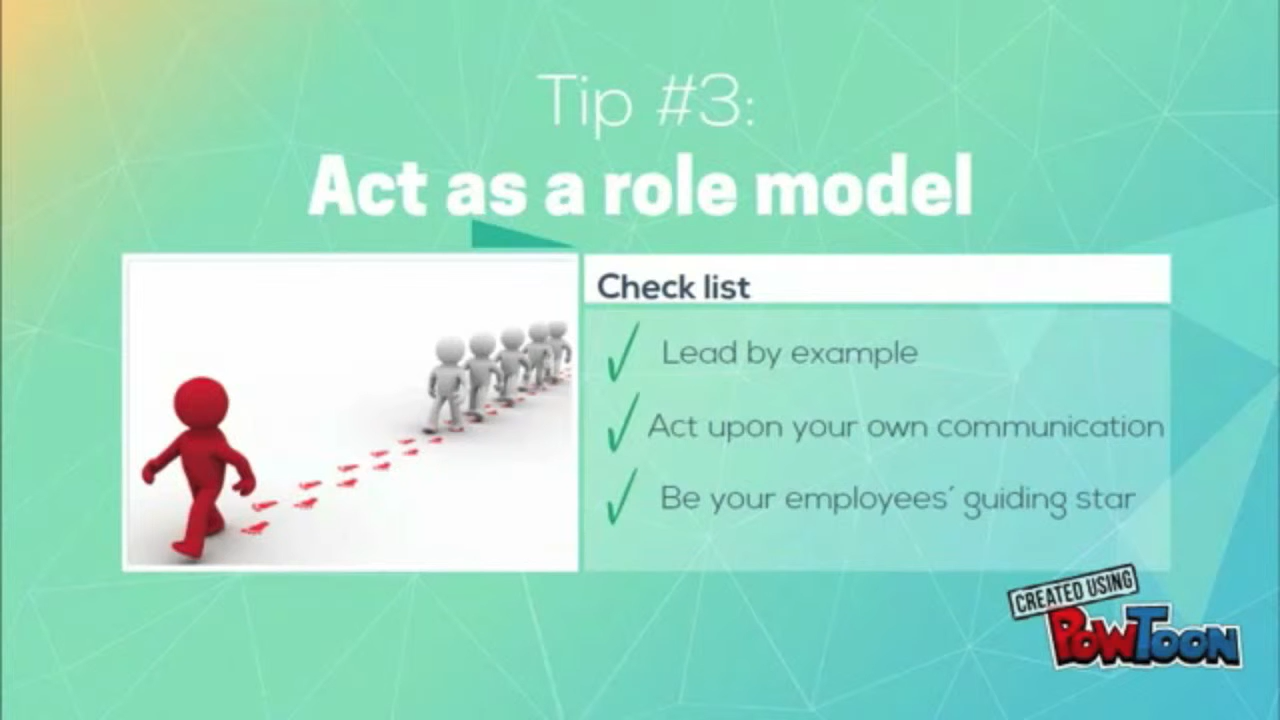 Tip #3:
Act as a role model
Check list
Lead by example
Act upon your own communication
Be your employees´ guiding star
CREATED USING
POWTOON